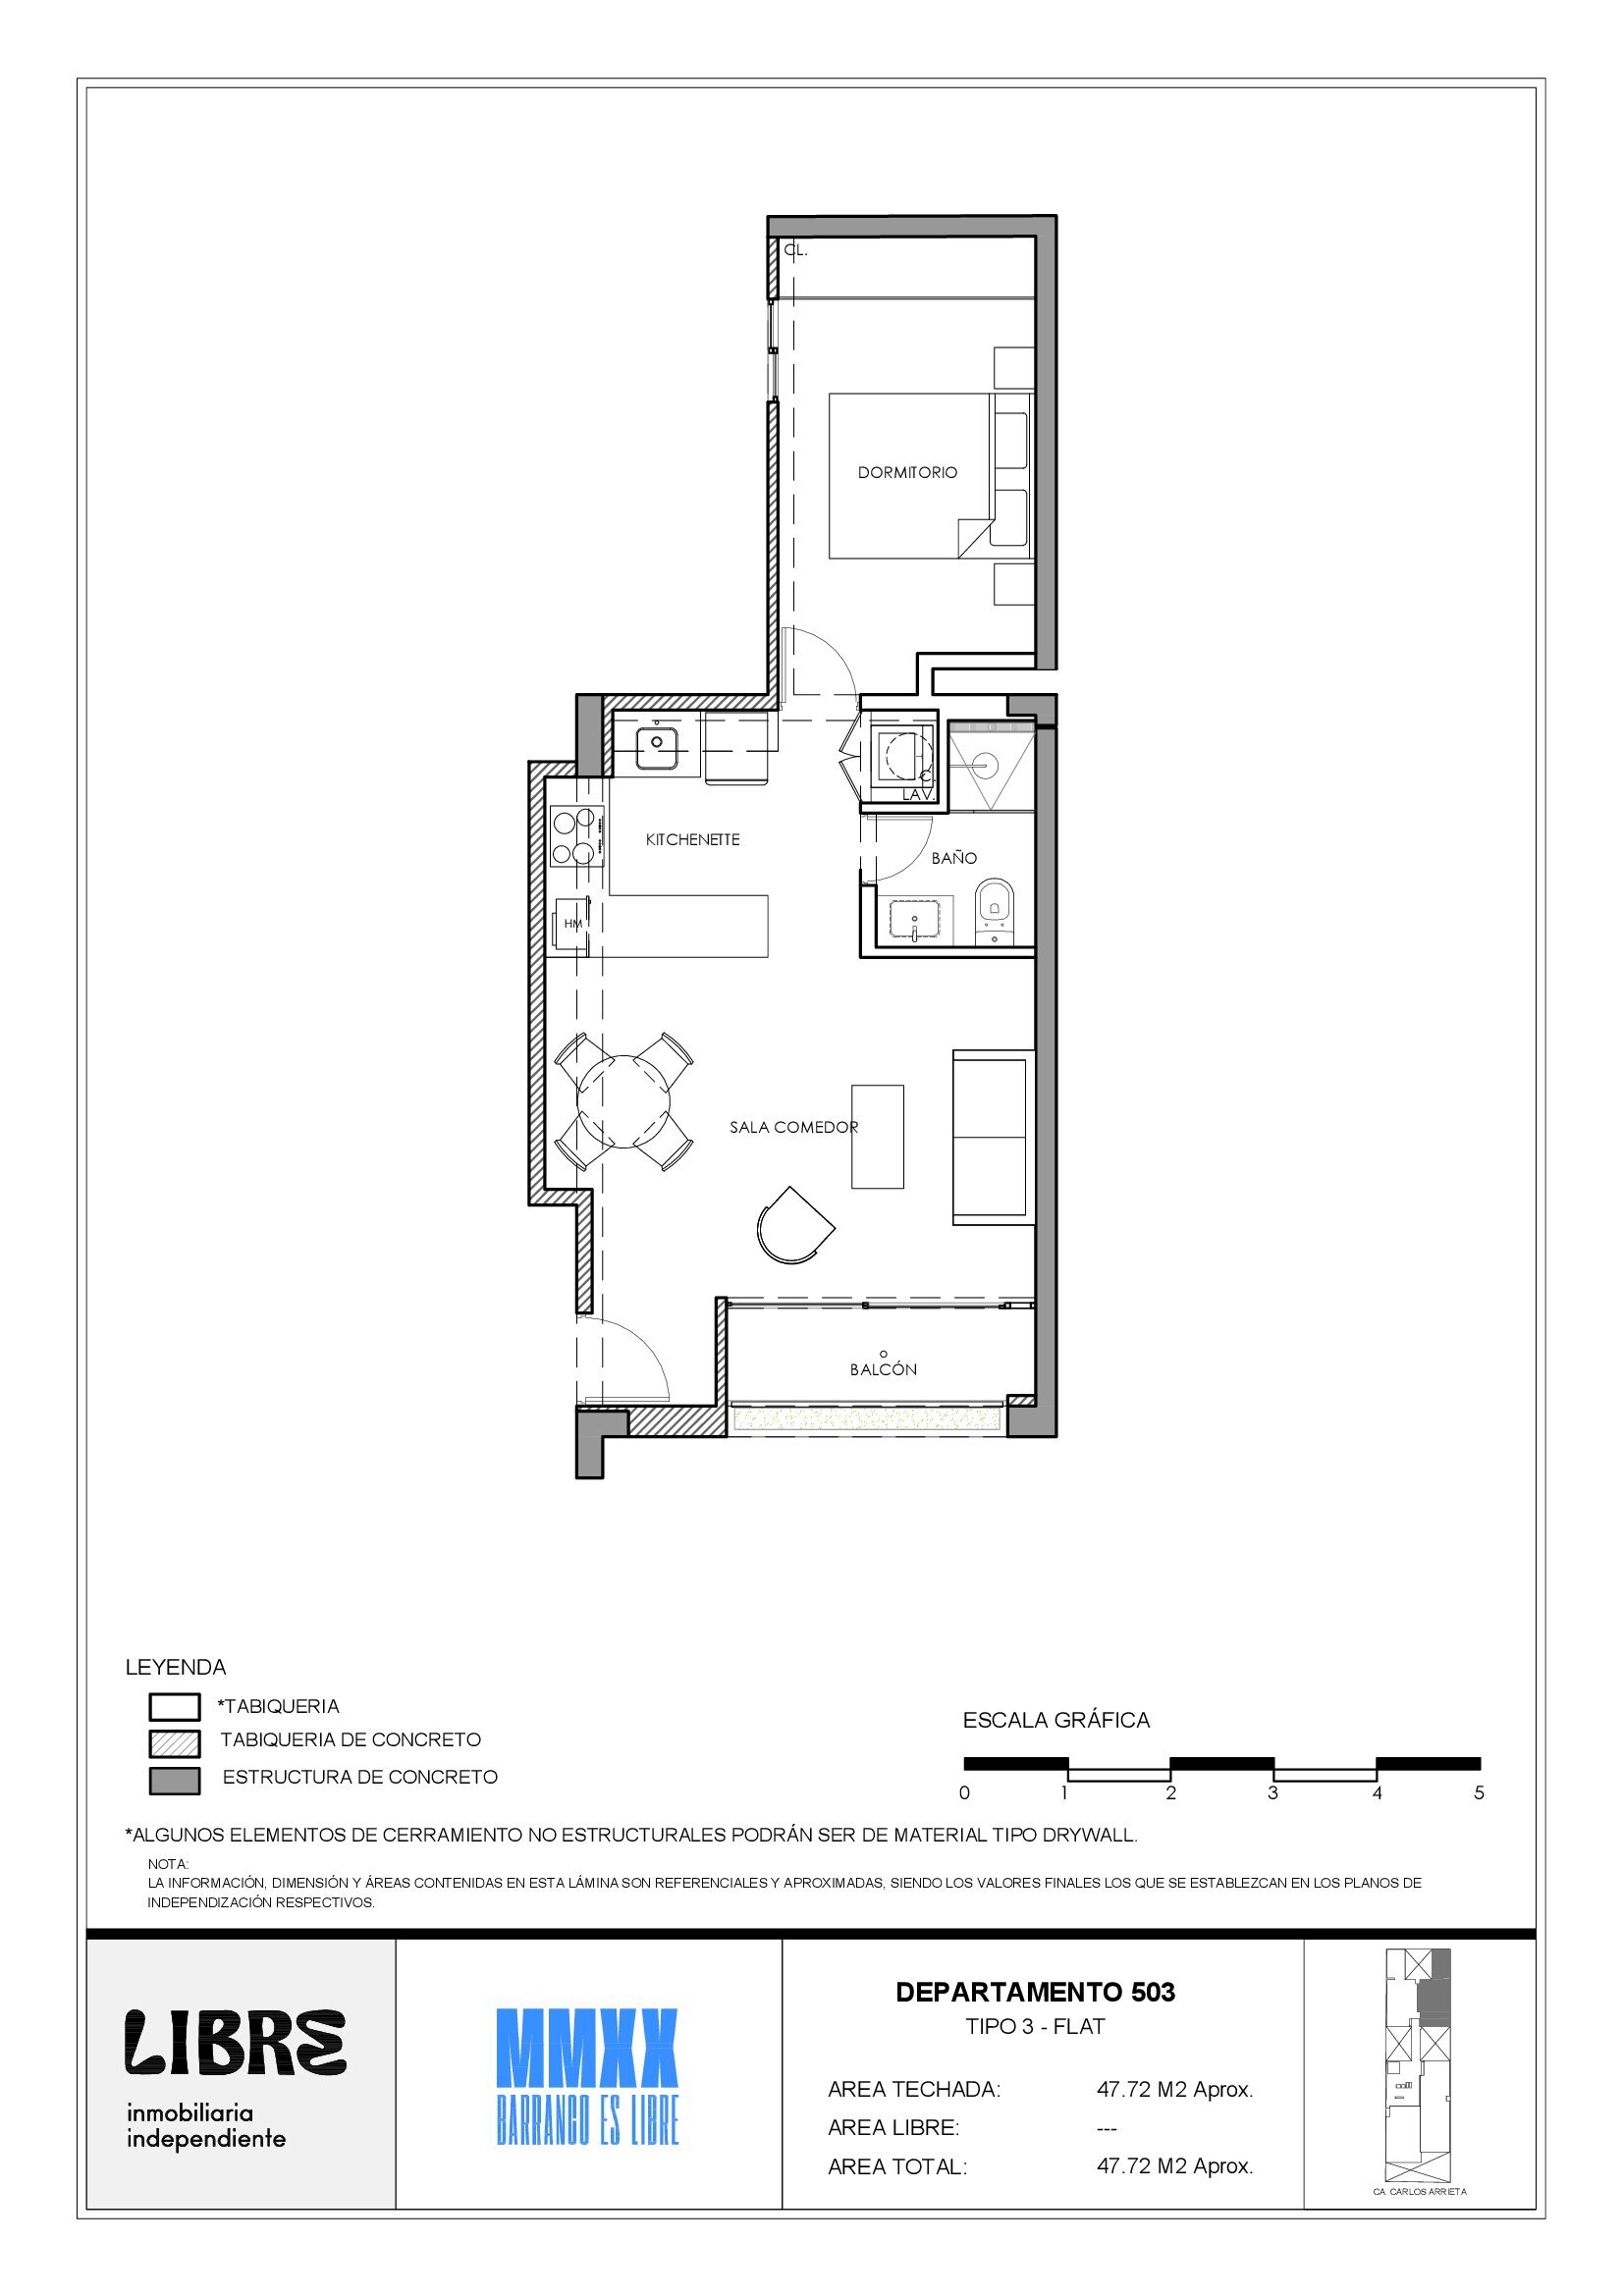 CL.
DORMITORIO
C.
LAV.
KITCHENETTE
BAÑO
HM
SALA COMEDOR
BALCÓN
LEYENDA
*TABIQUERIA
TABIQUERIA DE CONCRETO
ESTRUCTURA DE CONCRETO
ESCALA GRÁFICA
0 1 2 3 4 5
*ALGUNOS ELEMENTOS DE CERRAMIENTO NO ESTRUCTURALES PODRÁN SER DE MATERIAL TIPO DRYWALL.
NOTA:
LA INFORMACIÓN, DIMENSIÓN Y ÁREAS CONTENIDAS EN ESTA LÁMINA SON REFERENCIALES Y APROXIMADAS, SIENDO LOS VALORES FINALES LOS QUE SE ESTABLEZCAN EN LOS PLANOS DE
INDEPENDIZACIÓN RESPECTIVOS.
LIBRE
inmobiliaria
independiente
MMXX
BARRANCO ES LIBRE
DEPARTAMENTO 503
TIPO 3 - FLAT
AREA TECHADA: 47.72 M2 Aprox.
AREA LIBRE: ---
AREA TOTAL: 47.72 M2 Aprox.
CA. CARLOS ARRIETA